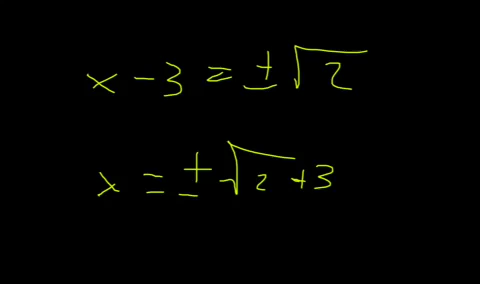 x - 3 = ± √2
x = ± √2 + 3